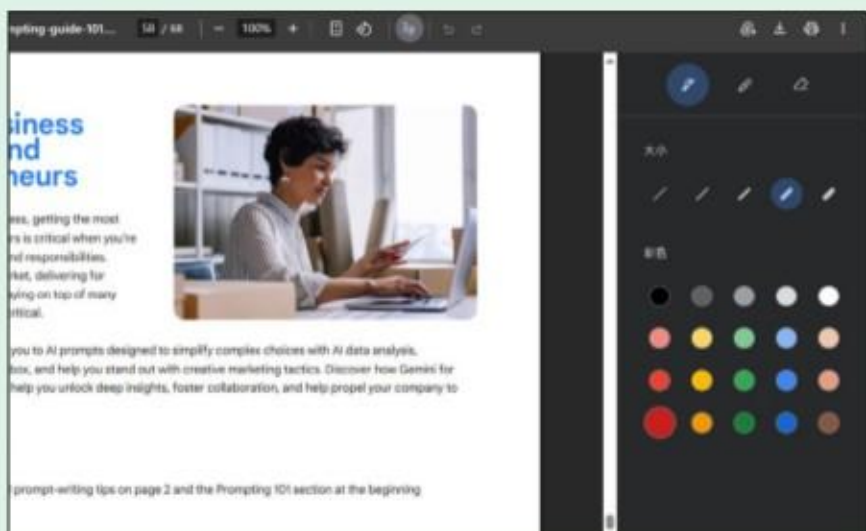 pting-guide-101... 58 / 68 100%
siness
nd
neurs
ess, getting the most
rs is critical when you're
nd responsibilities.
rket, delivering for
aying on top of many
critical.
you to AI prompts designed to simplify complex choices with AI data analysis,
box, and help you stand out with creative marketing tactics. Discover how Gemini for
help you unlock deep insights, foster collaboration, and help propel your company to
prompt-writing tips on page 2 and the Prompting 101 section at the beginning
大小
彩色